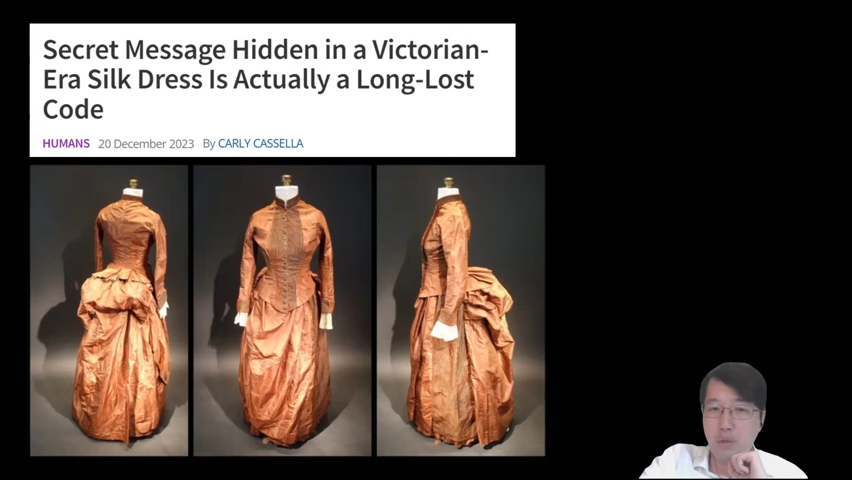 Secret Message Hidden in a Victorian-
Era Silk Dress Is Actually a Long-Lost
Code
HUMANS 20 December 2023 By CARLY CASSELLA